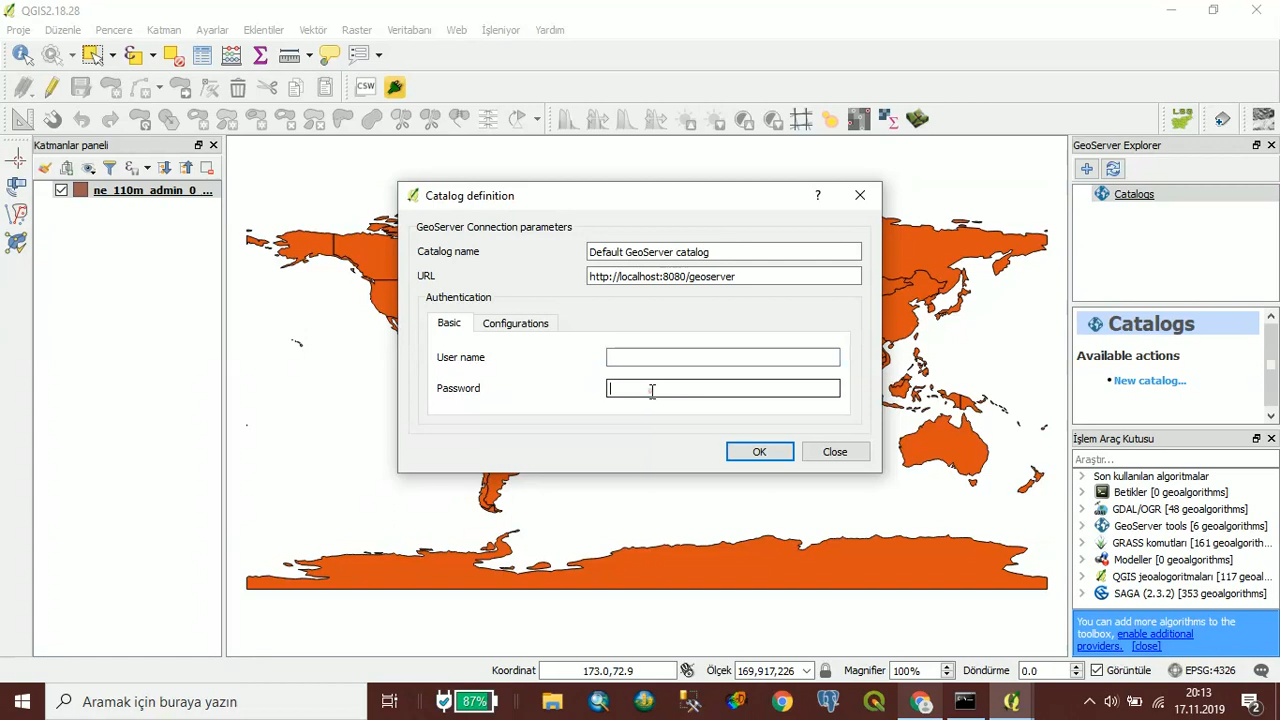 QGIS2.18.28
Proje Düzenle Pencere Katman Ayarlar Eklentiler Vektör Raster Veritabanı Web İşleniyor Yardım
CSW
Katmanlar paneli
ne_110m_admin_0_...
GeoServer Explorer
Catalogs
Catalog definition
?
GeoServer Connection parameters
Catalog name Default GeoServer catalog
URL http://localhost:8080/geoserver
Authentication
Basic Configurations
User name
Password
OK Close
Catalogs
Available actions
New catalog...
İşlem Araç Kutusu
Araştır...
Son kullanılan algoritmalar
Betikler [0 geoalgorithms]
GDAL/OGR [48 geoalgorithms]
GeoServer tools [6 geoalgorithms]
GRASS komutları [161 geoalgorith...
Modeller [0 geoalgorithms]
QGIS jeoalogoritmaları [117 geoal...
SAGA (2.3.2) [353 geoalgorithms]
You can add more algorithms to the
toolbox, enable additional
providers. [close]
Koordinat 173.0,72.9 Ölçek 169,917,226 Magnifier 100% Döndürme 0.0 Görüntüle EPSG:4326
Aramak için buraya yazın
87%
20:13
17.11.2019
2